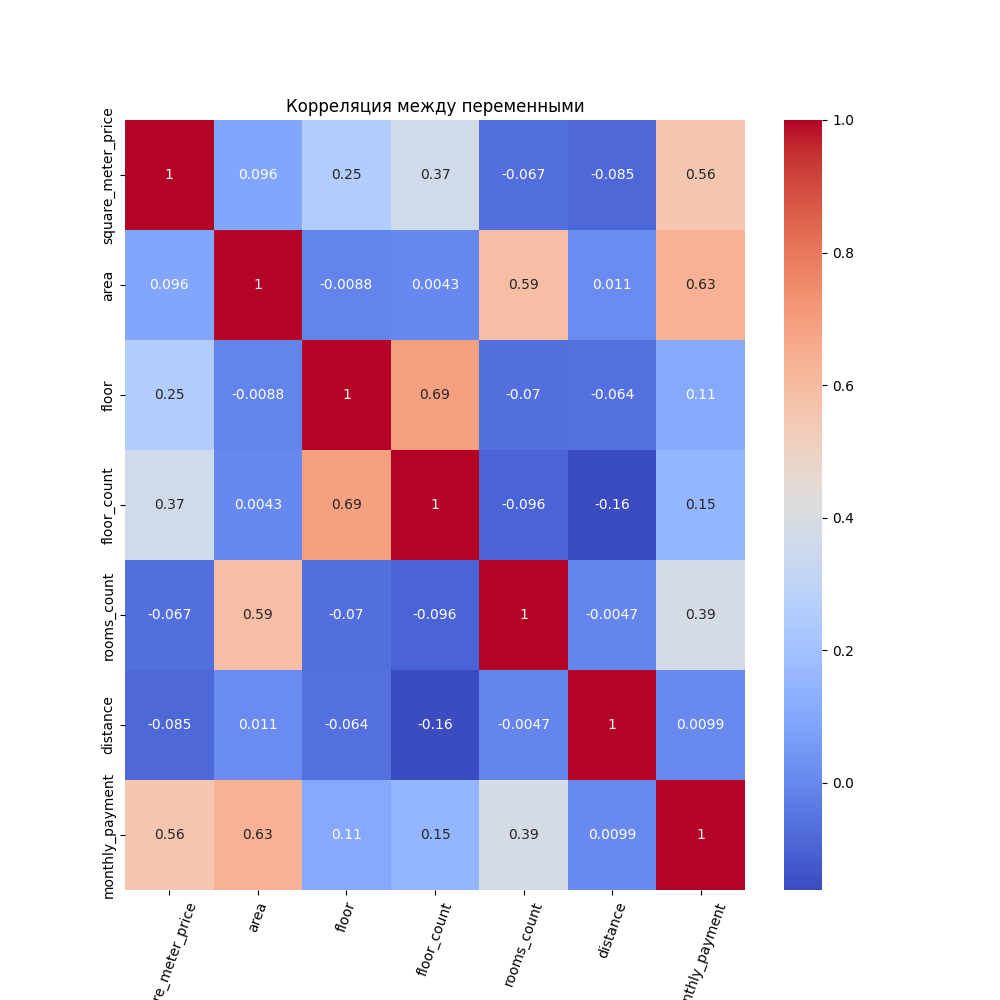 Корреляция между переменными
square_meter_price 1 0.096 0.25 0.37 -0.067 -0.085 0.56
area 0.096 1 -0.0088 0.0043 0.59 0.011 0.63
floor 0.25 -0.0088 1 0.69 -0.07 -0.064 0.11
floor_count 0.37 0.0043 0.69 1 -0.096 -0.16 0.15
rooms_count -0.067 0.59 -0.07 -0.096 1 -0.0047 0.39
distance -0.085 0.011 -0.064 -0.16 -0.0047 1 0.0099
monthly_payment 0.56 0.63 0.11 0.15 0.39 0.0099 1
re_meter_price area floor floor_count rooms_count distance nthly_payment
1.0
0.8
0.6
0.4
0.2
0.0